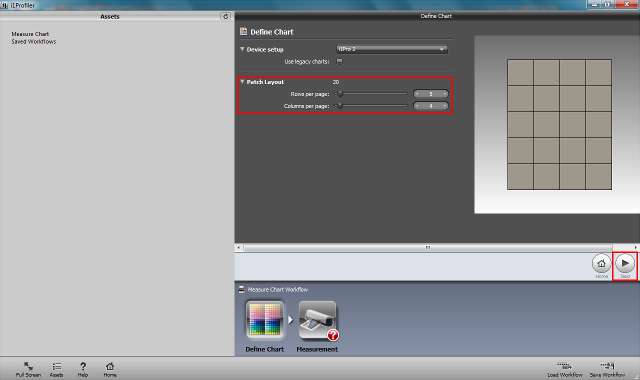 i1Profiler
Assets
Define Chart
Measure Chart
Saved Workflows
Define Chart
Device setup
i1Pro 2
Use legacy charts:
Patch Layout
20
Rows per page:
5
Columns per page:
4
Home
Next
Measure Chart Workflow
Define Chart
Measurement
Full Screen
Assets
Help
Home
Load Workflow
Save Workflow